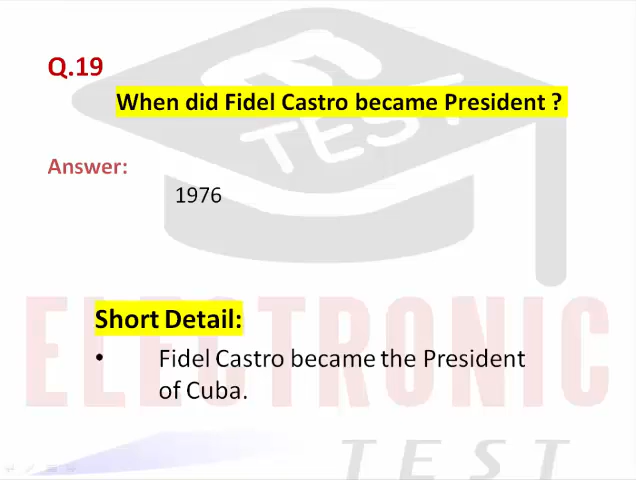 Q.19
When did Fidel Castro became President ?
Answer:
1976
Short Detail:
• Fidel Castro became the President
of Cuba.
TEST
ELECTRONIC
TEST